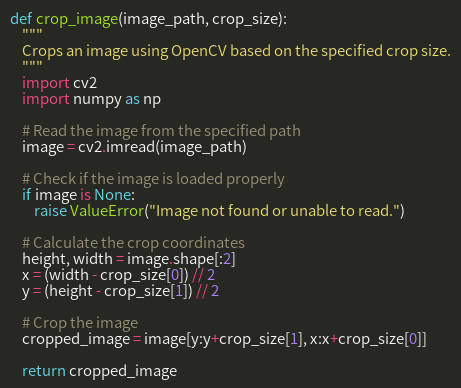 def crop_image(image_path, crop_size):
    """
    Crops an image using OpenCV based on the specified crop size.
    """
    import cv2
    import numpy as np

    # Read the image from the specified path
    image = cv2.imread(image_path)

    # Check if the image is loaded properly
    if image is None:
        raise ValueError("Image not found or unable to read.")

    # Calculate the crop coordinates
    height, width = image.shape[:2]
    x = (width - crop_size[0]) // 2
    y = (height - crop_size[1]) // 2

    # Crop the image
    cropped_image = image[y:y+crop_size[1], x:x+crop_size[0]]

    return cropped_image